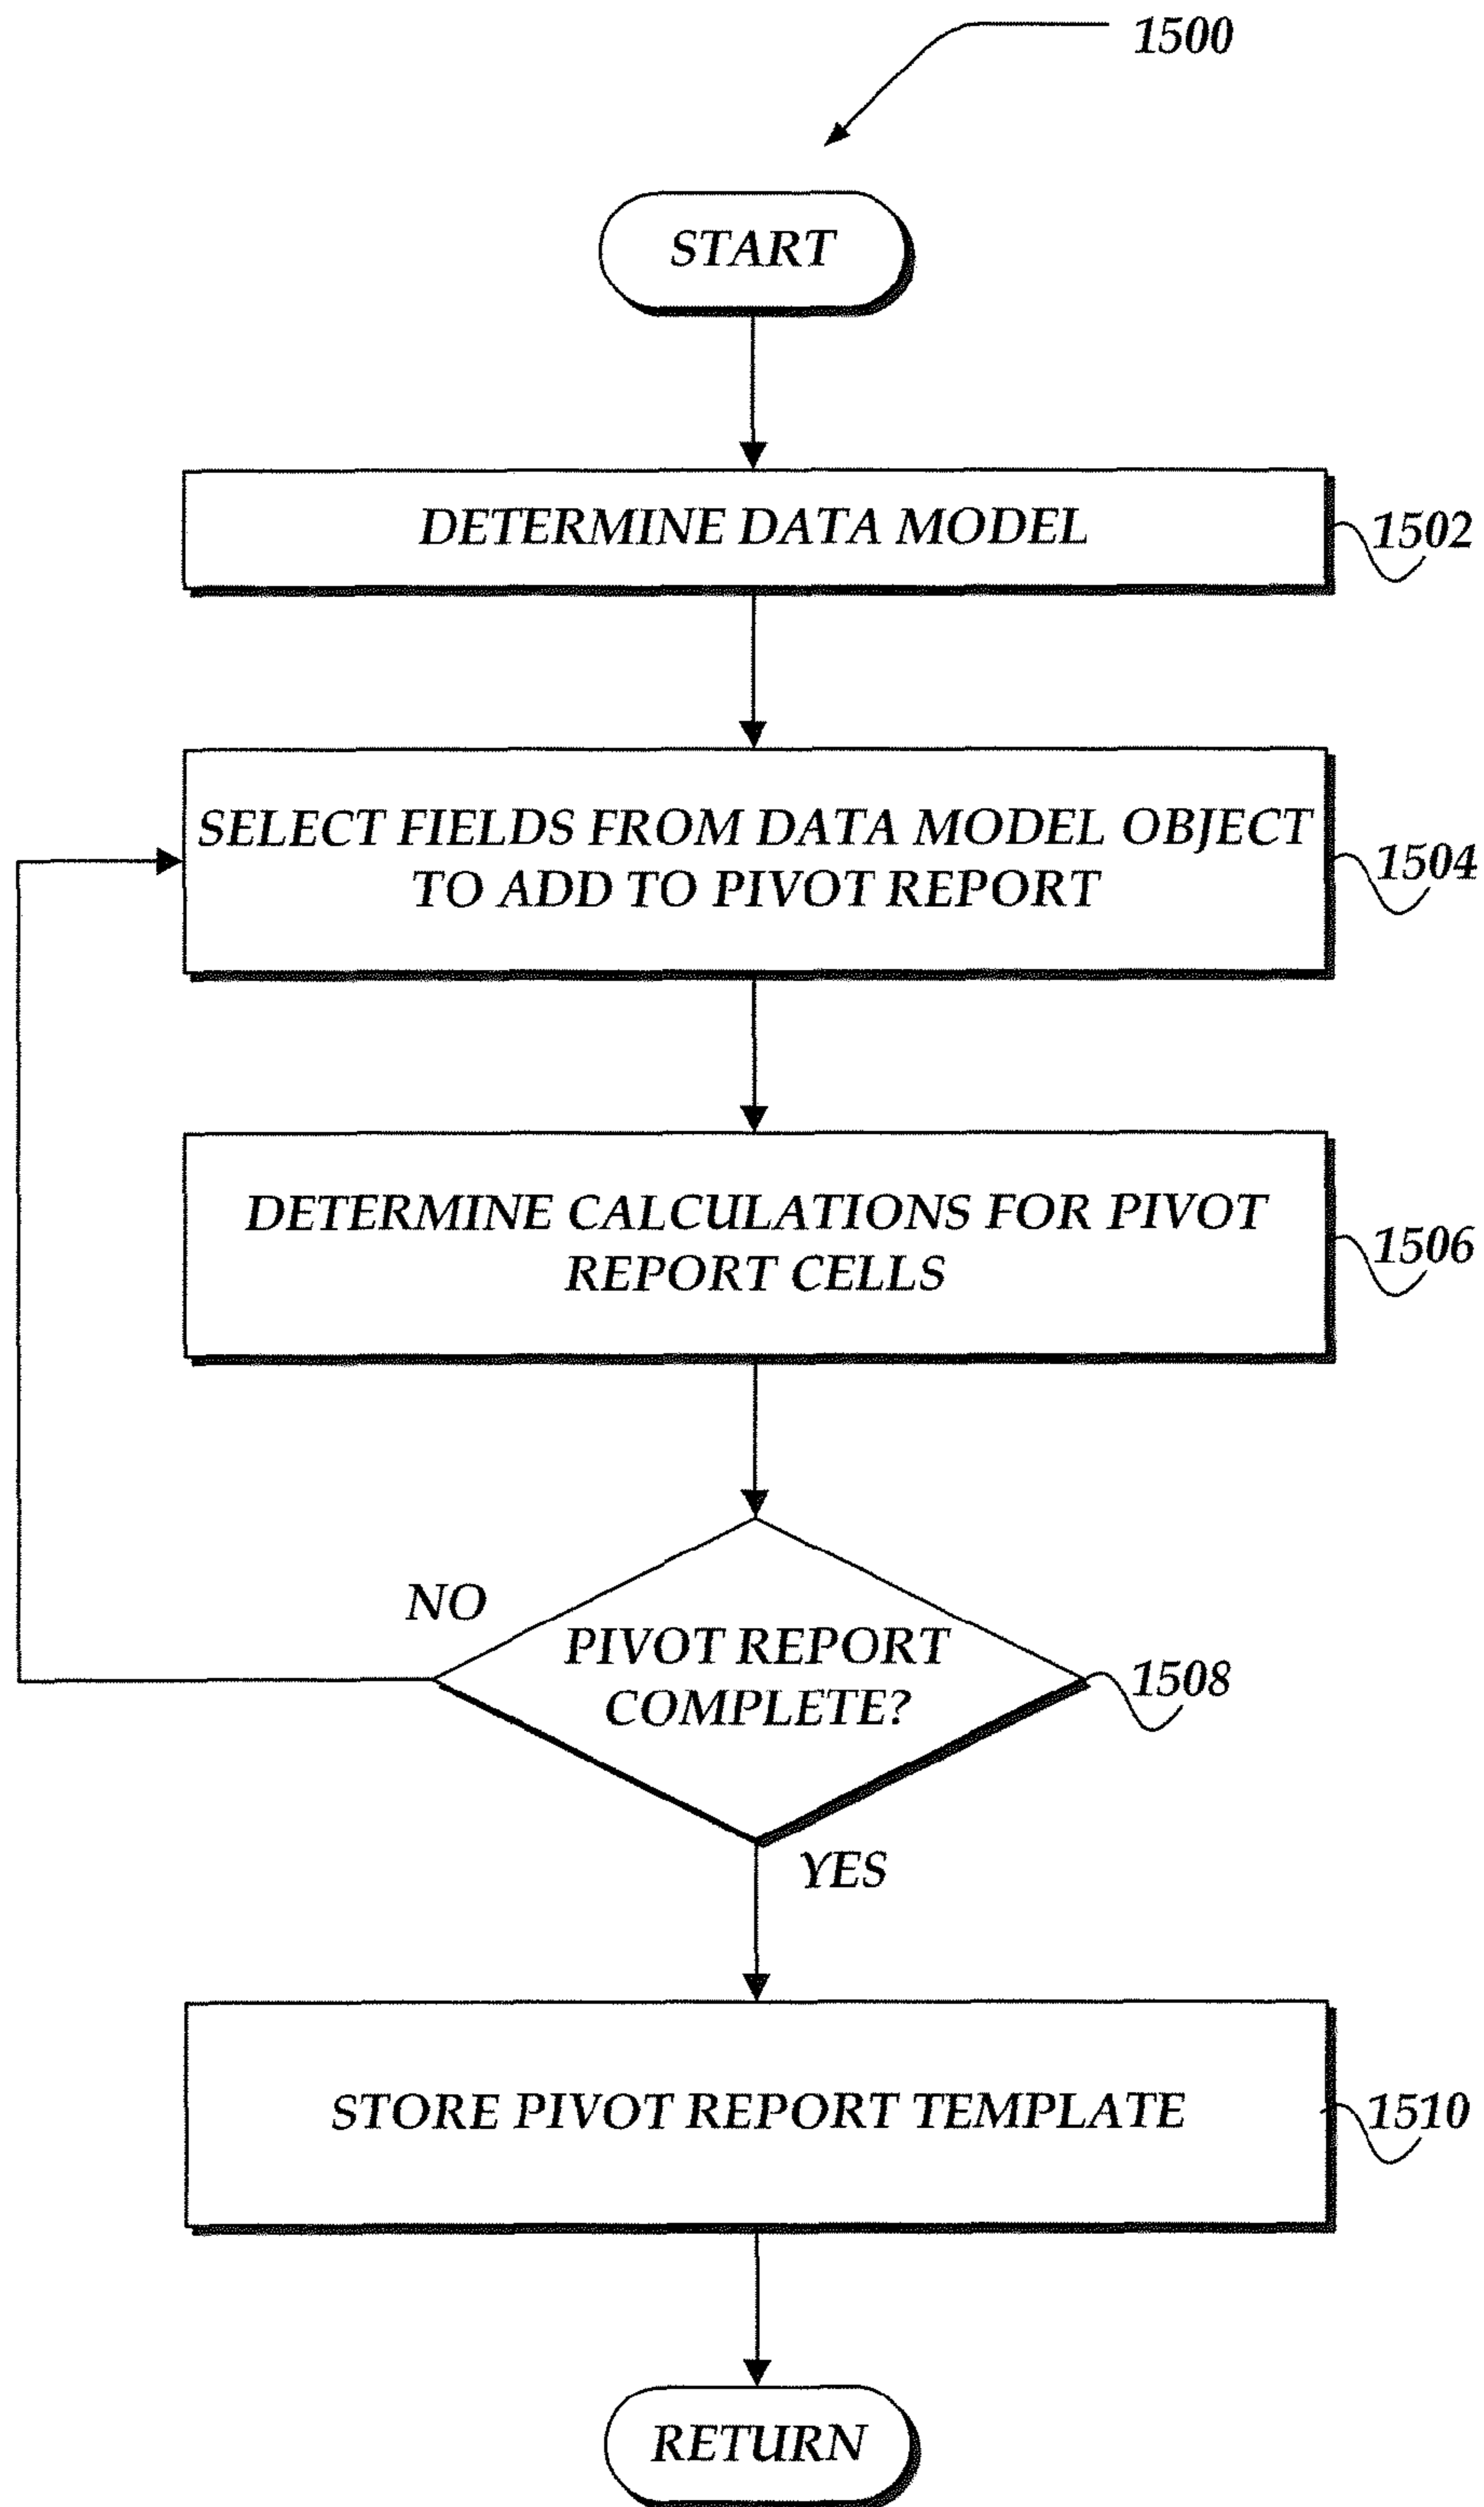 1500
START
DETERMINE DATA MODEL
1502
SELECT FIELDS FROM DATA MODEL OBJECT
TO ADD TO PIVOT REPORT
1504
DETERMINE CALCULATIONS FOR PIVOT
REPORT CELLS
1506
NO
PIVOT REPORT
COMPLETE?
1508
YES
STORE PIVOT REPORT TEMPLATE
1510
RETURN